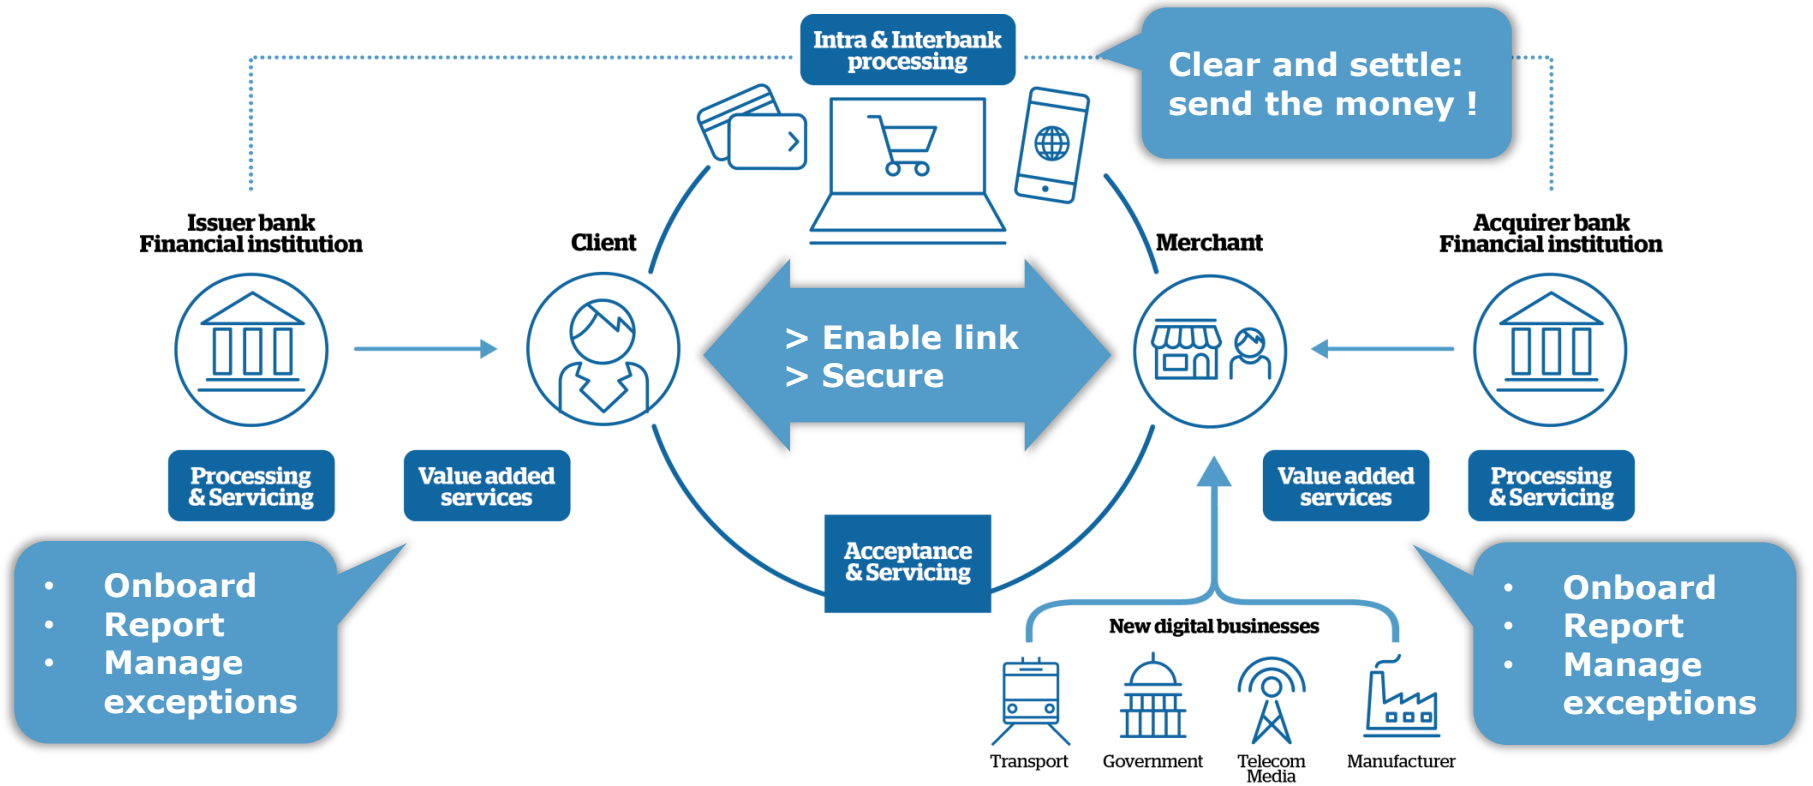 Intra & Interbank
processing
Clear and settle:
send the money !
Issuer bank
Financial institution
Client
Merchant
Acquirer bank
Financial institution
> Enable link
> Secure
Processing
& Servicing
Value added
services
Value added
services
Processing
& Servicing
Acceptance
& Servicing
• Onboard
• Report
• Manage
exceptions
• Onboard
• Report
• Manage
exceptions
New digital businesses
Transport
Government
Telecom
Media
Manufacturer